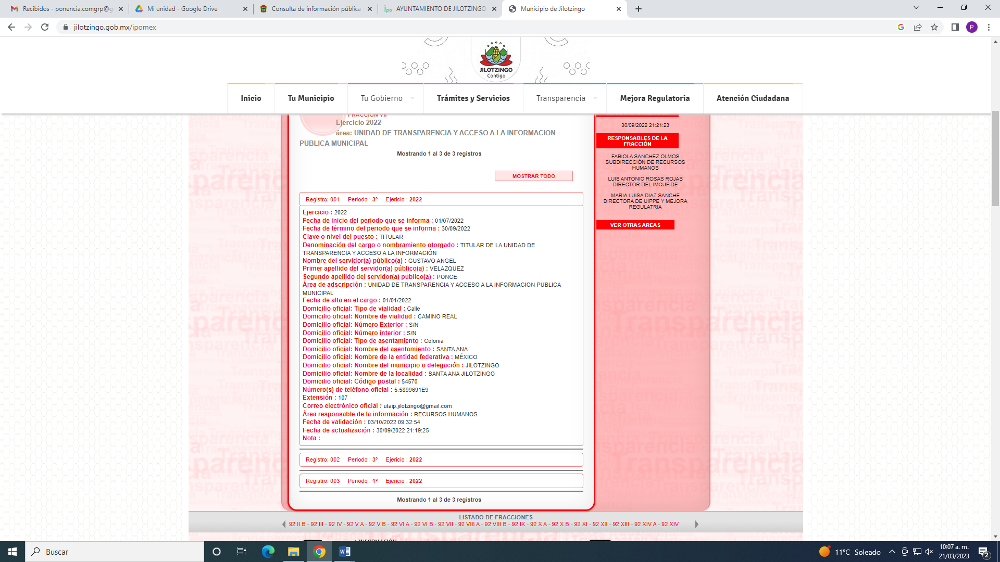 Recibidos - ponencia.comgrp@g
Mi unidad - Google Drive
Consulta de información pública
AYUNTAMIENTO DE JILOTZINGO
Municipio de Jilotzingo
jilotzingo.gob.mx/ipomex
P
JILOTZINGO
Contigo
Inicio
Tu Municipio
Tu Gobierno
Trámites y Servicios
Transparencia
Mejora Regulatoria
Atención Ciudadana
FRACCIÓN VII
Ejercicio 2022
área: UNIDAD DE TRANSPARENCIA Y ACCESO A LA INFORMACION
PUBLICA MUNICIPAL
Mostrando 1 al 3 de 3 registros
MOSTRAR TODO
Registro: 001 Periodo : 3° Ejericio : 2022
Ejercicio : 2022
Fecha de inicio del periodo que se informa : 01/07/2022
Fecha de término del periodo que se informa : 30/09/2022
Clave o nivel del puesto : TITULAR
Denominación del cargo o nombramiento otorgado : TITULAR DE LA UNIDAD DE
TRANSPARENCIA Y ACCESO A LA INFORMACIÓN
Nombre del servidor(a) público(a) : GUSTAVO ANGEL
Primer apellido del servidor(a) público(a) : VELAZQUEZ
Segundo apellido del servidor(a) público(a) : PONCE
Área de adscripción : UNIDAD DE TRANSPARENCIA Y ACCESO A LA INFORMACION PUBLICA
MUNICIPAL
Fecha de alta en el cargo : 01/01/2022
Domicilio oficial: Tipo de vialidad : Calle
Domicilio oficial: Nombre de vialidad : CAMINO REAL
Domicilio oficial: Número Exterior : S/N
Domicilio oficial: Número interior : S/N
Domicilio oficial: Tipo de asentamiento : Colonia
Domicilio oficial: Nombre del asentamiento : SANTA ANA
Domicilio oficial: Nombre de la entidad federativa : MÉXICO
Domicilio oficial: Nombre del municipio o delegación : JILOTZINGO
Domicilio oficial: Nombre de la localidad : SANTA ANA JILOTZINGO
Domicilio oficial: Código postal : 54570
Número(s) de teléfono oficial : 5.5899691E9
Extensión : 107
Correo electrónico oficial : utaip.jilotzingo@gmail.com
Área responsable de la información : RECURSOS HUMANOS
Fecha de validación : 03/10/2022 09:32:54
Fecha de actualización : 30/09/2022 21:19:25
Nota :
Registro: 002 Periodo : 3° Ejericio : 2022
Registro: 003 Periodo : 1° Ejericio : 2022
Mostrando 1 al 3 de 3 registros
30/09/2022 21:21:23
RESPONSABLES DE LA
FRACCIÓN
FABIOLA SANCHEZ OLMOS
SUBDIRECCIÓN DE RECURSOS
HUMANOS
LUIS ANTONIO ROSAS ROJAS
DIRECTOR DEL IMCUFIDE
MARIA LUISA DIAZ SANCHE
DIRECTORA DE UIPPE Y MEJORA
REGULATRIA
VER OTRAS AREAS
LISTADO DE FRACCIONES
92 II B - 92 III - 92 IV - 92 V A - 92 V B - 92 VI A - 92 VI B - 92 VII - 92 VIII A - 92 VIII B - 92 IX - 92 X A - 92 X B - 92 XI - 92 XII - 92 XIII - 92 XIV A - 92 XIV
INFORMACIÓN
Buscar
11°C Soleado
10:07 a. m.
21/03/2023
2